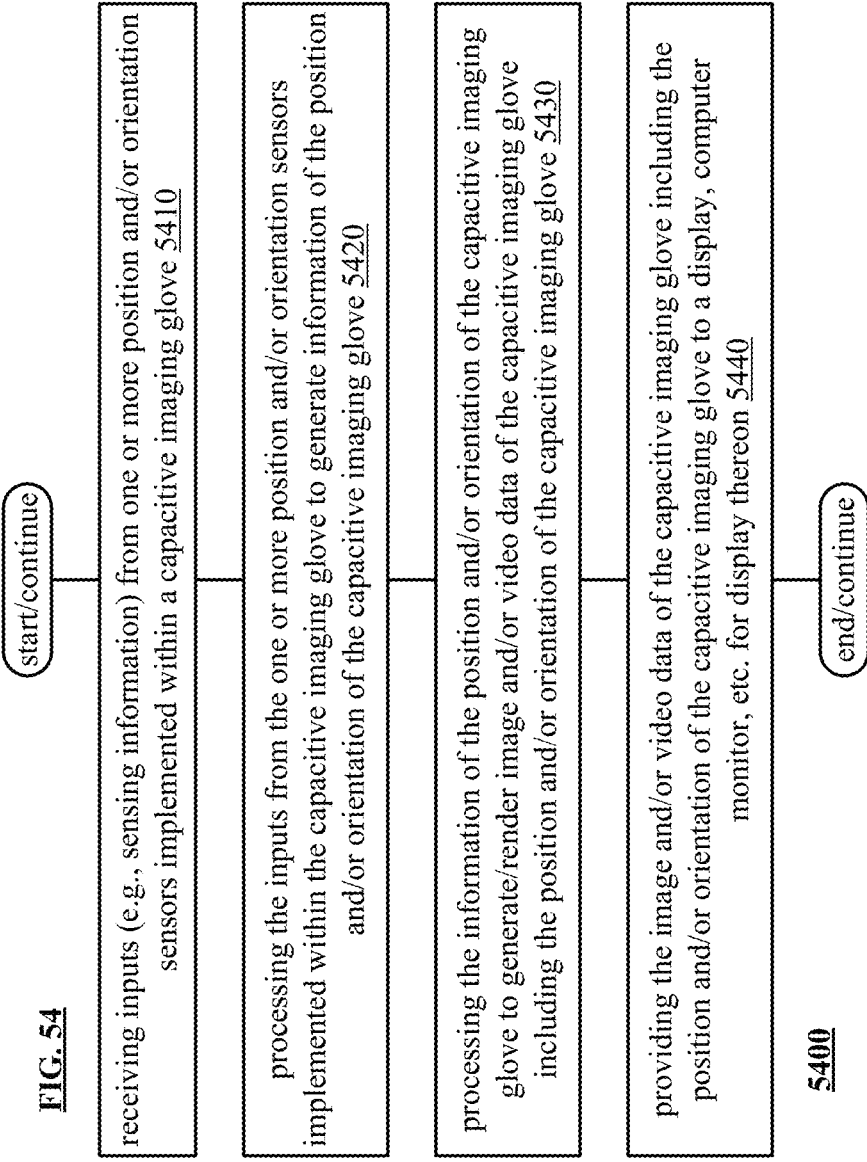 FIG. 54
start/continue
receiving inputs (e.g., sensing information) from one or more position and/or orientation
sensors implemented within a capacitive imaging glove 5410
processing the inputs from the one or more position and/or orientation sensors
implemented within the capacitive imaging glove to generate information of the position
and/or orientation of the capacitive imaging glove 5420
processing the information of the position and/or orientation of the capacitive imaging
glove to generate/render image and/or video data of the capacitive imaging glove
including the position and/or orientation of the capacitive imaging glove 5430
providing the image and/or video data of the capacitive imaging glove including the
position and/or orientation of the capacitive imaging glove to a display, computer
monitor, etc. for display thereon 5440
end/continue
5400